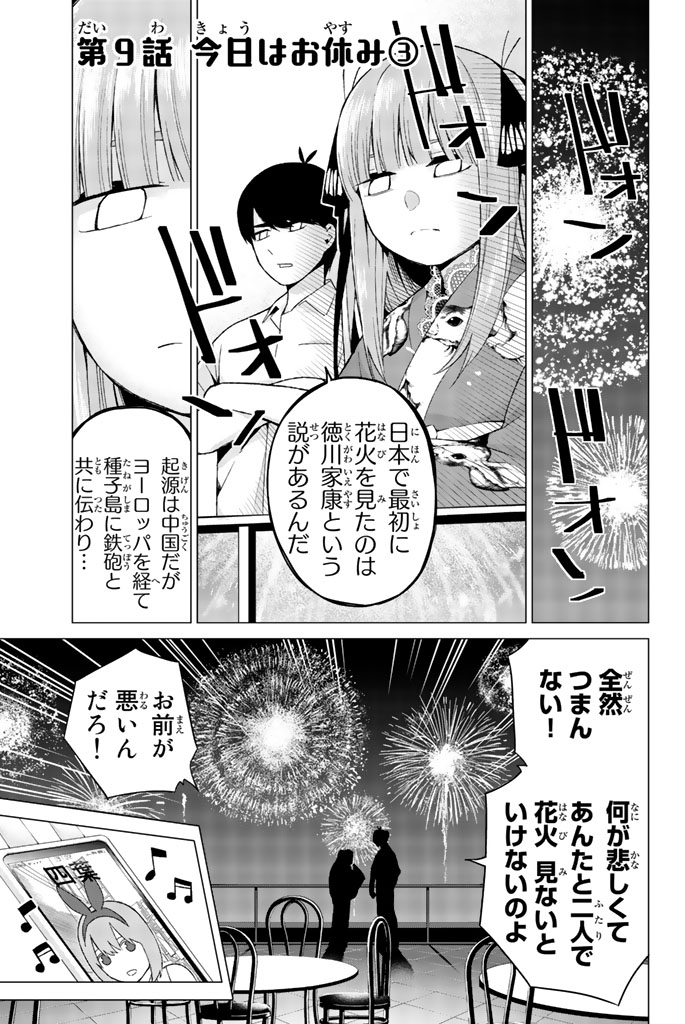 第９話 今日はお休み③
ドォン
ドォン
ドォン
ドォン
日本で最初に
花火を見たのは
徳川家康という
説があるんだ
起源は中国だが
ヨーロッパを経て
種子島に鉄砲と
共に伝わり…
全然
つまん
ない！
何が悲しくて
あんたと二人で
花火 見ないと
いけないのよ
お前が
悪いん
だろ！
四葉